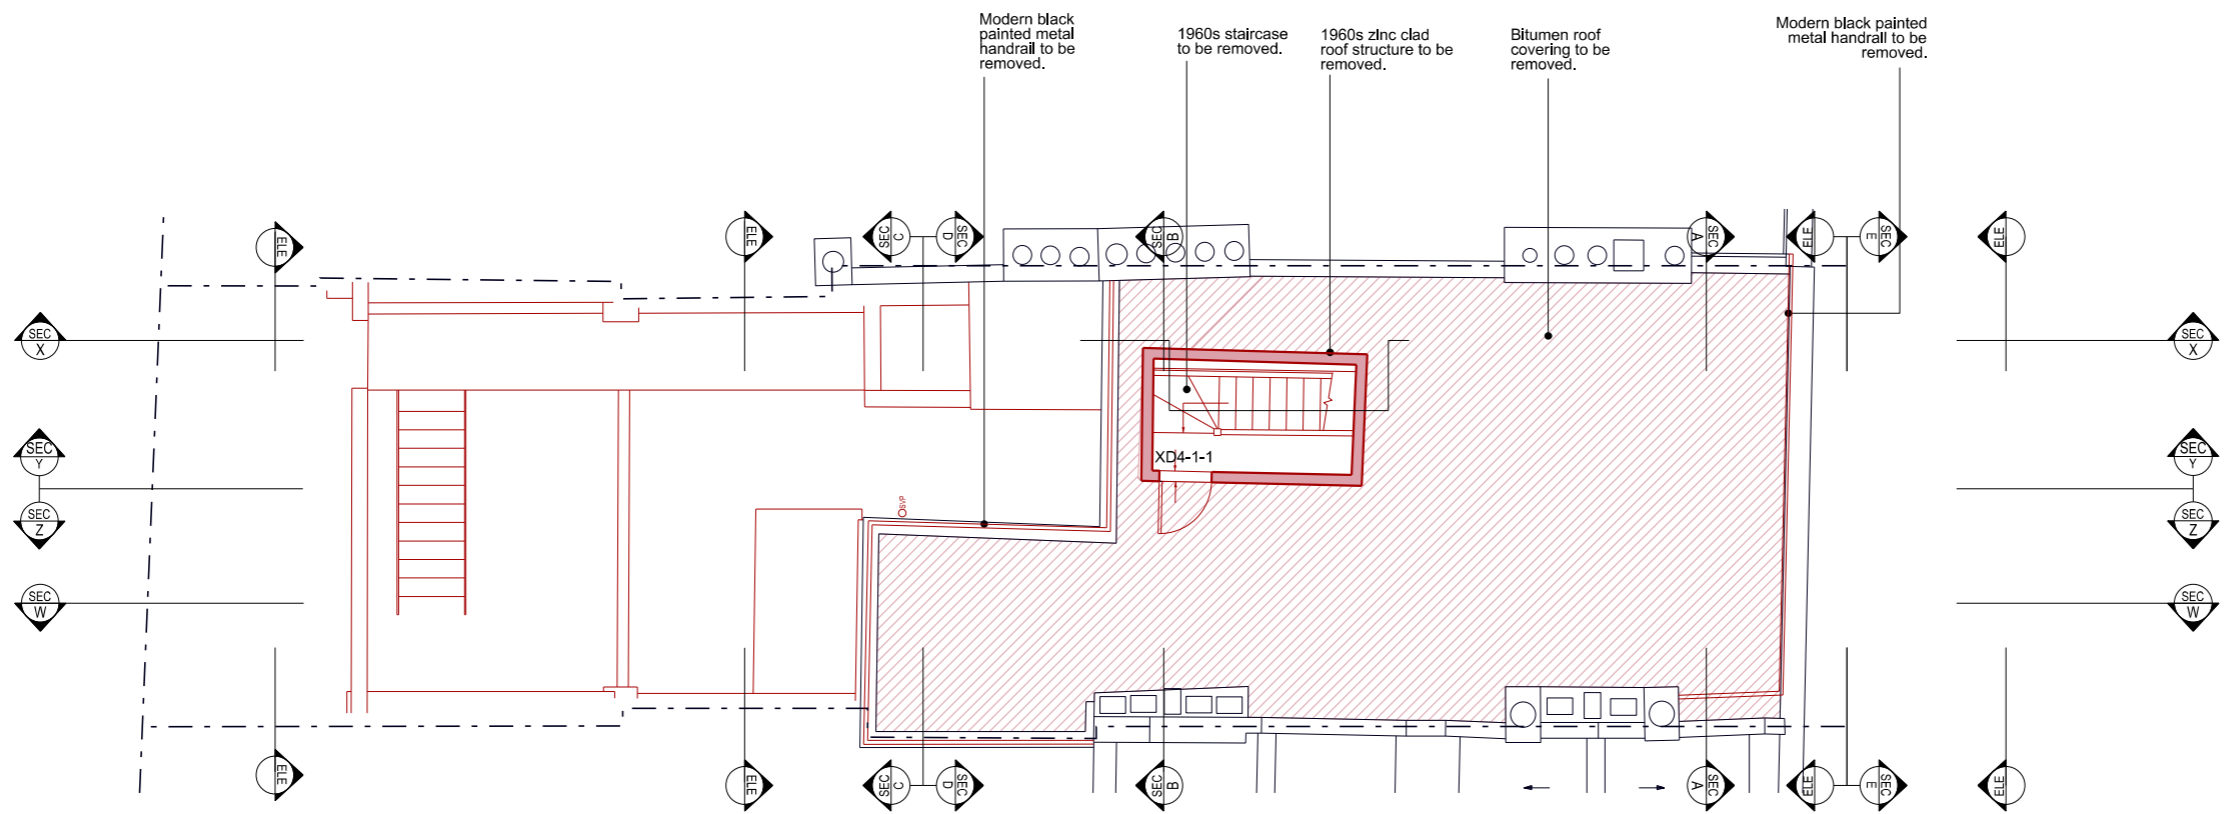 Modern black
painted metal
handrail to be
removed.
1960s staircase
to be removed.
1960s zinc clad
roof structure to be
removed.
Bitumen roof
covering to be
removed.
Modern black painted
metal handrail to be
removed.
ELE
ELE
SEC
C
D
SEC
SEC
B
A
SEC
ELE
E
SEC
ELE
SEC
X
SEC
X
SEC
Y
SEC
Z
SEC
Y
SEC
Z
XD4-1-1
SVP
SEC
W
SEC
W
ELE
ELE
SEC
C
D
SEC
SEC
B
A
SEC
ELE
E
SEC
ELE